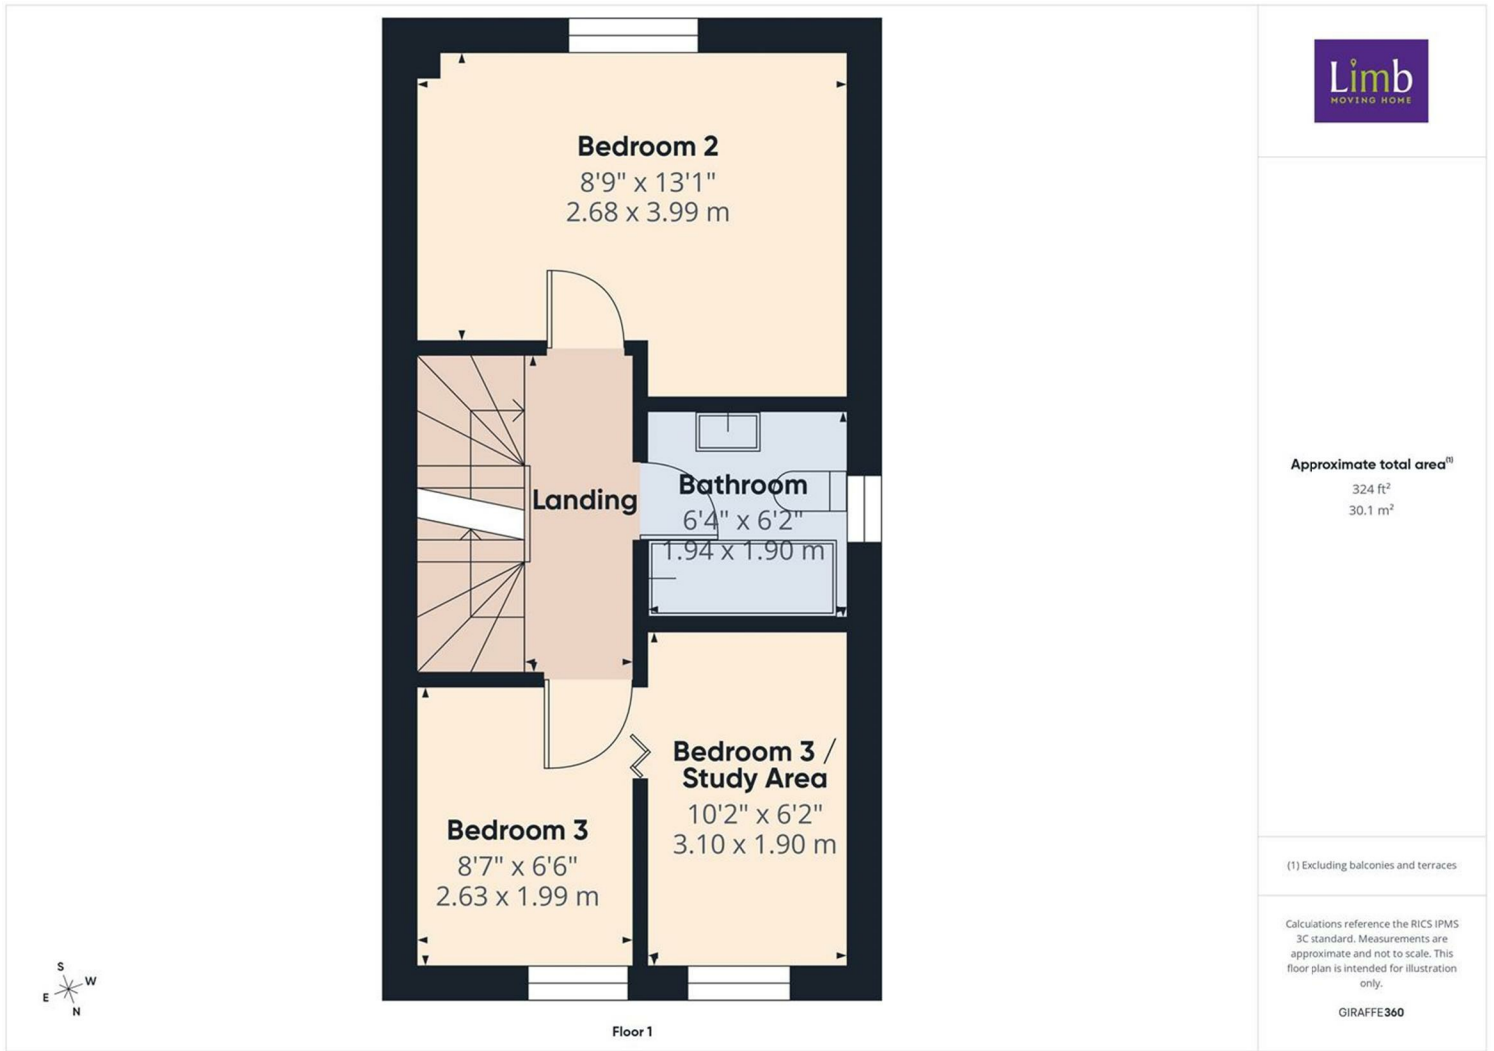 Bedroom 2
8'9" x 13'1"
2.68 x 3.99 m
Landing
Bathroom
6'4" x 6'2"
1.94 x 1.90 m
Bedroom 3 /
Study Area
10'2" x 6'2"
3.10 x 1.90 m
Bedroom 3
8'7" x 6'6"
2.63 x 1.99 m
S
W
E
N
Floor 1
Limb
MOVING HOME
Approximate total area(1)
324 ft²
30.1 m²
(1) Excluding balconies and terraces
Calculations reference the RICS IPMS
3C standard. Measurements are
approximate and not to scale. This
floor plan is intended for illustration
only.
GIRAFFE360